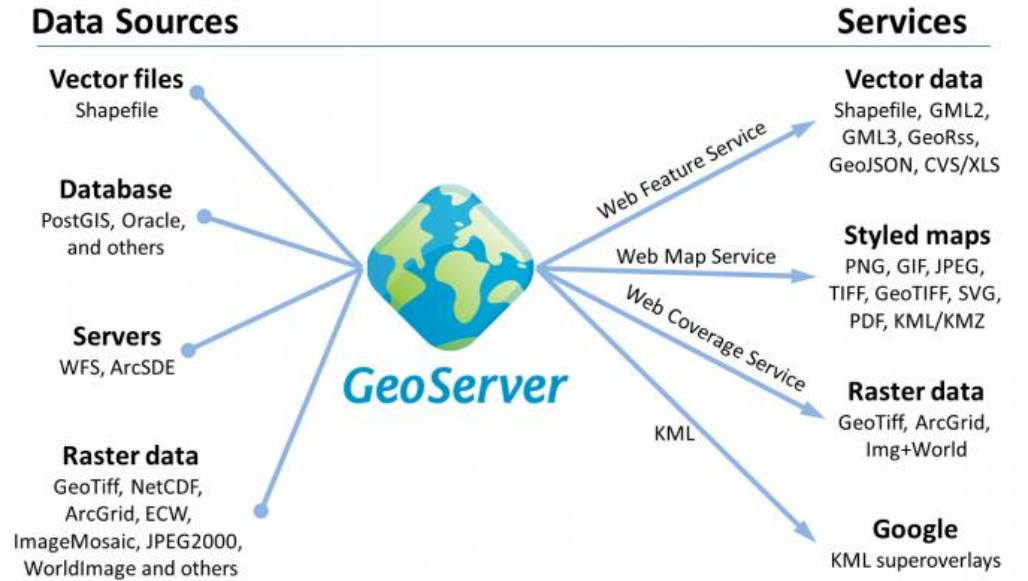 Data Sources
Services
Vector files
Shapefile
Database
PostGIS, Oracle,
and others
Servers
WFS, ArcSDE
Raster data
GeoTiff, NetCDF,
ArcGrid, ECW,
ImageMosaic, JPEG2000,
WorldImage and others
GeoServer
Web Feature Service
Web Map Service
Web Coverage Service
KML
Vector data
Shapefile, GML2,
GML3, GeoRss,
GeoJSON, CVS/XLS
Styled maps
PNG, GIF, JPEG,
TIFF, GeoTIFF, SVG,
PDF, KML/KMZ
Raster data
GeoTiff, ArcGrid,
Img+World
Google
KML superoverlays